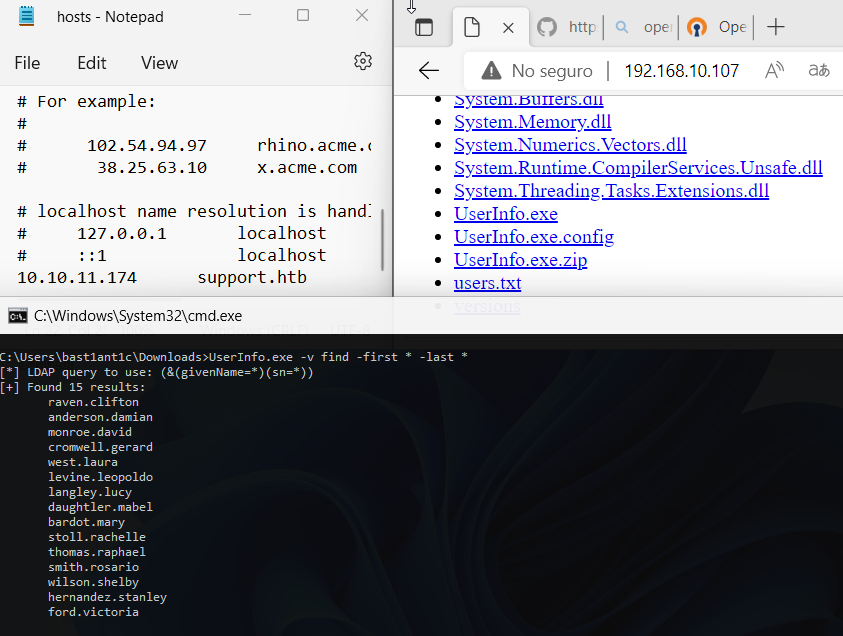 hosts - Notepad
File Edit View
# For example:
#
# 102.54.94.97 rhino.acme.c
# 38.25.63.10 x.acme.com
# localhost name resolution is handl
# 127.0.0.1 localhost
# ::1 localhost
10.10.11.174 support.htb
http
oper
Ope
No seguro 192.168.10.107
System.Buffers.dll
System.Memory.dll
System.Numerics.Vectors.dll
System.Runtime.CompilerServices.Unsafe.dll
System.Threading.Tasks.Extensions.dll
UserInfo.exe
UserInfo.exe.config
UserInfo.exe.zip
users.txt
versions
C:\Windows\System32\cmd.exe
C:\Users\bast1ant1c\Downloads>UserInfo.exe -v find -first * -last *
[*] LDAP query to use: (&(givenName=*)(sn=*))
[+] Found 15 results:
raven.clifton
anderson.damian
monroe.david
cromwell.gerard
west.laura
levine.leopoldo
langley.lucy
daughtler.mabel
bardot.mary
stoll.rachelle
thomas.raphael
smith.rosario
wilson.shelby
hernandez.stanley
ford.victoria